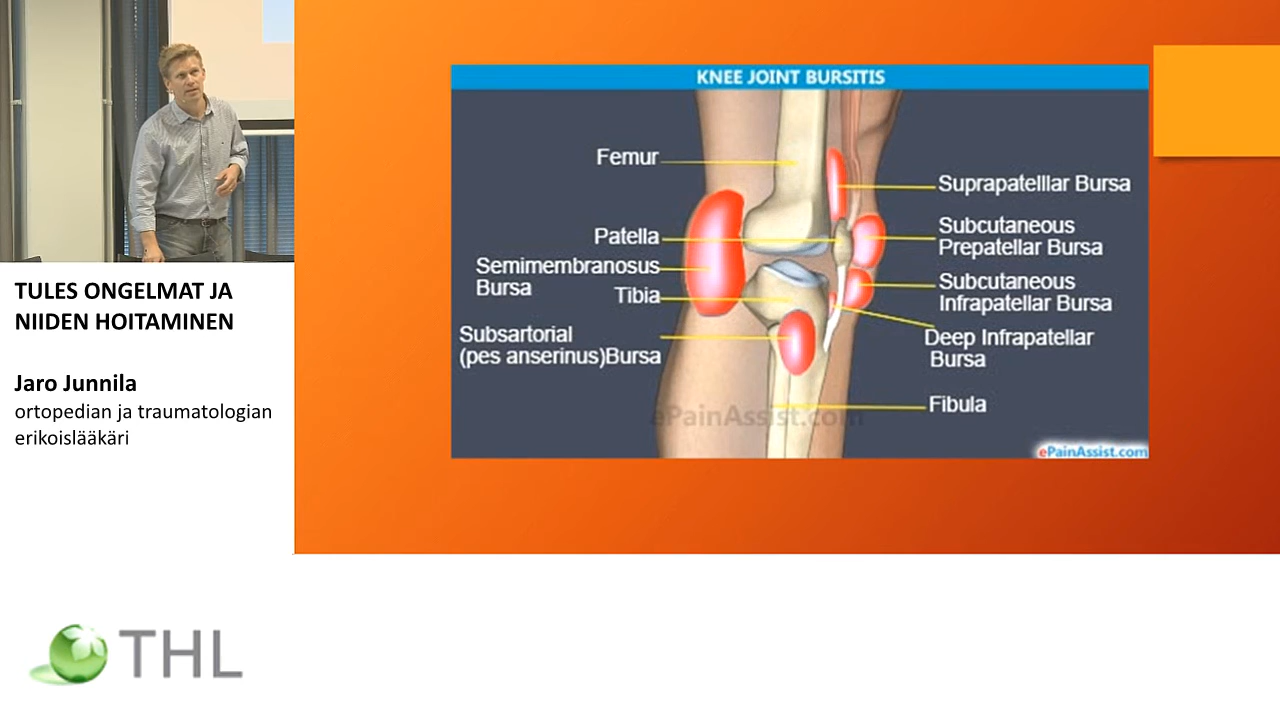 TULES ONGELMAT JA
NIIDEN HOITAMINEN
Jaro Junnila
ortopedian ja traumatologian
erikoislääkäri
THL
KNEE JOINT BURSITIS
Femur
Patella
Semimembranosus
Bursa
Tibia
Subsartorial
(pes anserinus)Bursa
Suprapatelllar Bursa
Subcutaneous
Prepatellar Bursa
Subcutaneous
Infrapatellar Bursa
Deep Infrapatellar
Bursa
Fibula
ePainAssist.com
ePainAssist.com